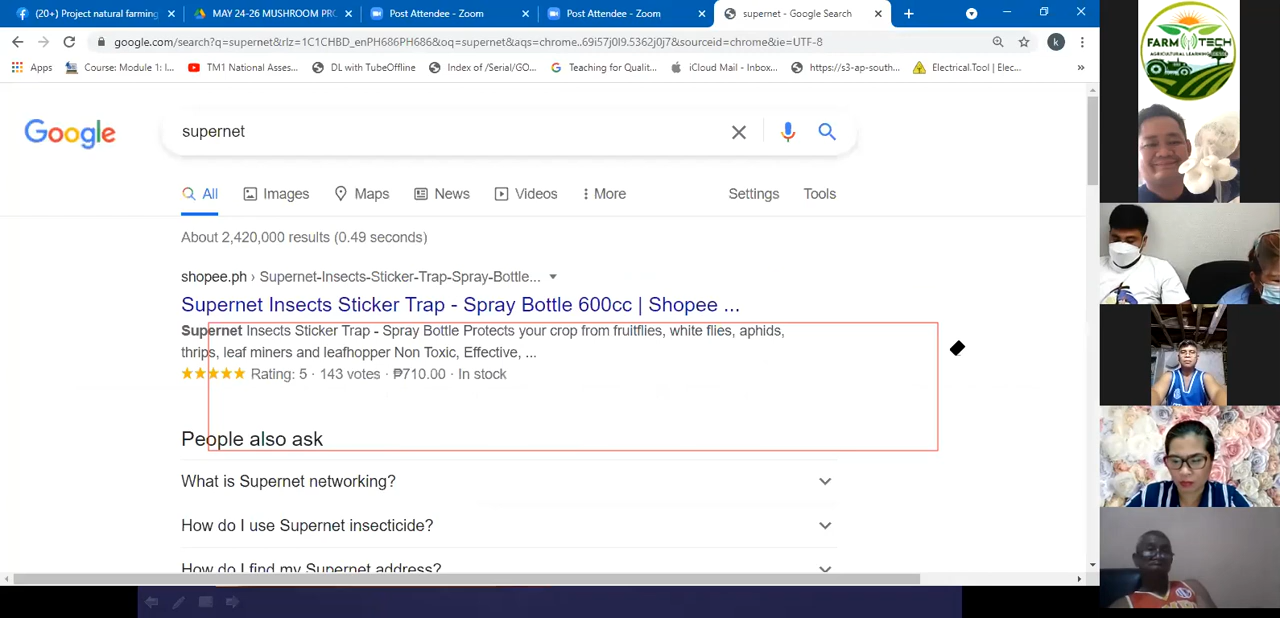 (20+) Project natural farming
MAY 24-26 MUSHROOM PRO
Post Attendee - Zoom
Post Attendee - Zoom
supernet - Google Search
google.com/search?q=supernet&rlz=1C1CHBD_enPH686PH686&oq=supernet&aqs=chrome..69i57j0l9.5362j0j7&sourceid=chrome&ie=UTF-8
k
Apps
Course: Module 1: I...
TM1 National Asses...
DL with TubeOffline
Google
Teaching for Qualit...
iCloud Mail - Inbox...
https://s3-ap-south...
Electrical.Tool | Elec...
»
Google
supernet
All
Images
Maps
News
Videos
More
Settings
Tools
About 2,420,000 results (0.49 seconds)
shopee.ph › Supernet-Insects-Sticker-Trap-Spray-Bottle...
Supernet Insects Sticker Trap - Spray Bottle 600cc | Shopee ...
Supernet Insects Sticker Trap - Spray Bottle Protects your crop from fruitflies, white flies, aphids,
thrips, leaf miners and leafhopper Non Toxic, Effective, ...
Rating: 5 · 143 votes · ₱710.00 · In stock
People also ask
What is Supernet networking?
How do I use Supernet insecticide?
How do I find my Supernet address?
FARM TECH
AGRICULTURAL LEARNING